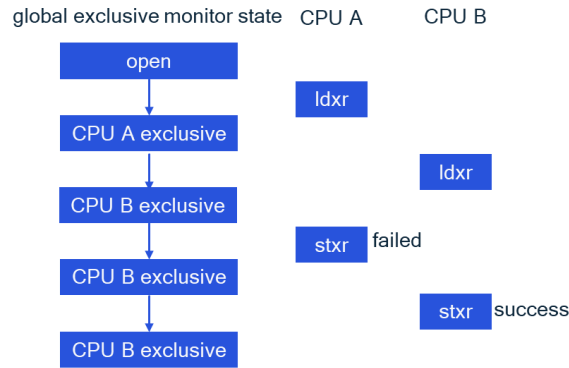 global exclusive monitor state CPU A CPU B
open
ldxr
CPU A exclusive
ldxr
CPU B exclusive
stxr failed
CPU B exclusive
stxr success
CPU B exclusive